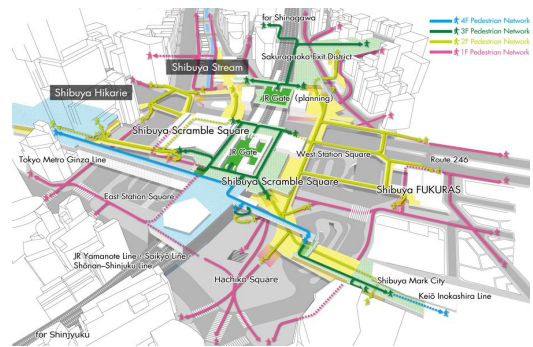 for Shinagawa
4F Pedestrian Network
3F Pedestrian Network
2F Pedestrian Network
1F Pedestrian Network
Sakuragaoka Exit District
Shibuya Stream
Shibuya Hikarie
JR Gate (planning)
Shibuya Scramble Square
JR Gate
West Station Square
Route 246
Tokyo Metro Ginza Line
Shibuya Scramble Square
Shibuya FUKURAS
East Station Square
JR Yamanote Line · Saikyo Line ·
Shōnan–Shinjuku Line
Hachiko Square
Shibuya Mark City
Keiō Inokashira Line
for Shinjyuku